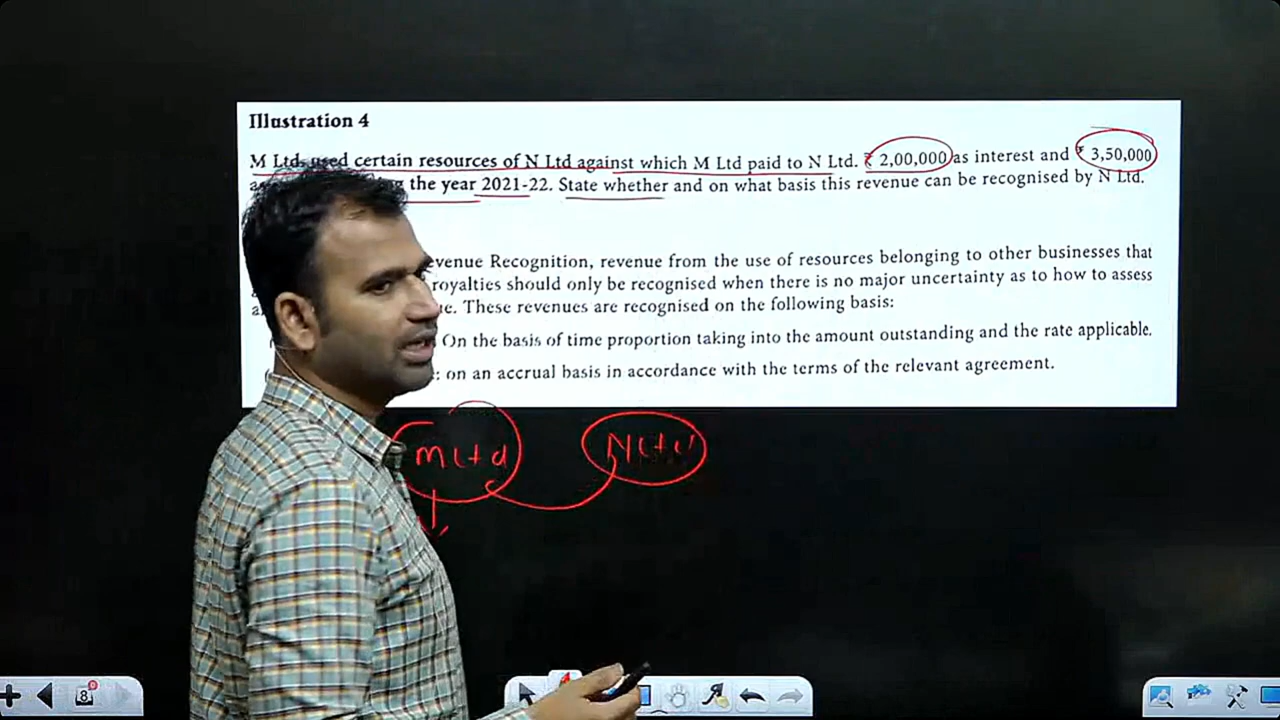 Illustration 4
M Ltd. used certain resources of N Ltd against which M Ltd paid to N Ltd. ₹ 2,00,000 as interest and ₹ 3,50,000
the year 2021-22. State whether and on what basis this revenue can be recognised by N Ltd.
evenue Recognition, revenue from the use of resources belonging to other businesses that
royalties should only be recognised when there is no major uncertainty as to how to assess
e. These revenues are recognised on the following basis:
On the basis of time proportion taking into the amount outstanding and the rate applicable.
: on an accrual basis in accordance with the terms of the relevant agreement.
M Ltd N Ltd
8